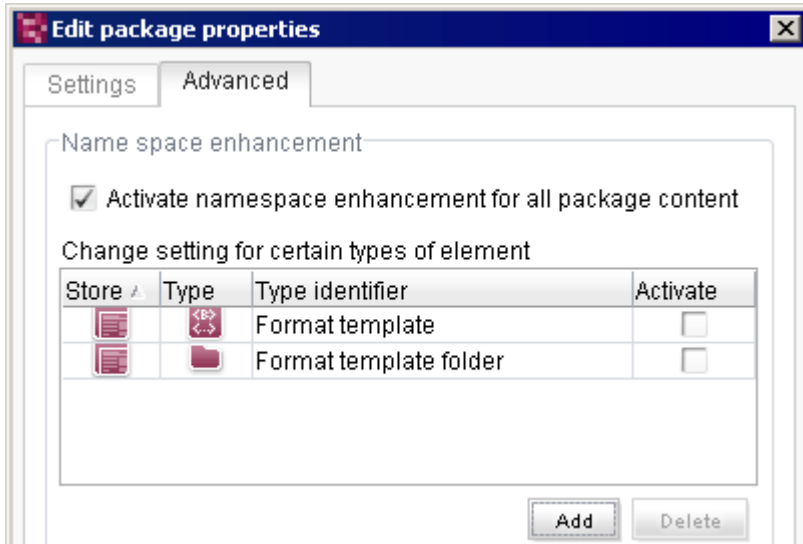 Edit package properties
Settings Advanced
Name space enhancement
Activate namespace enhancement for all package content
Change setting for certain types of element
Store Type Type identifier Activate
<B> Format template
<..>
Format template folder
Add Delete